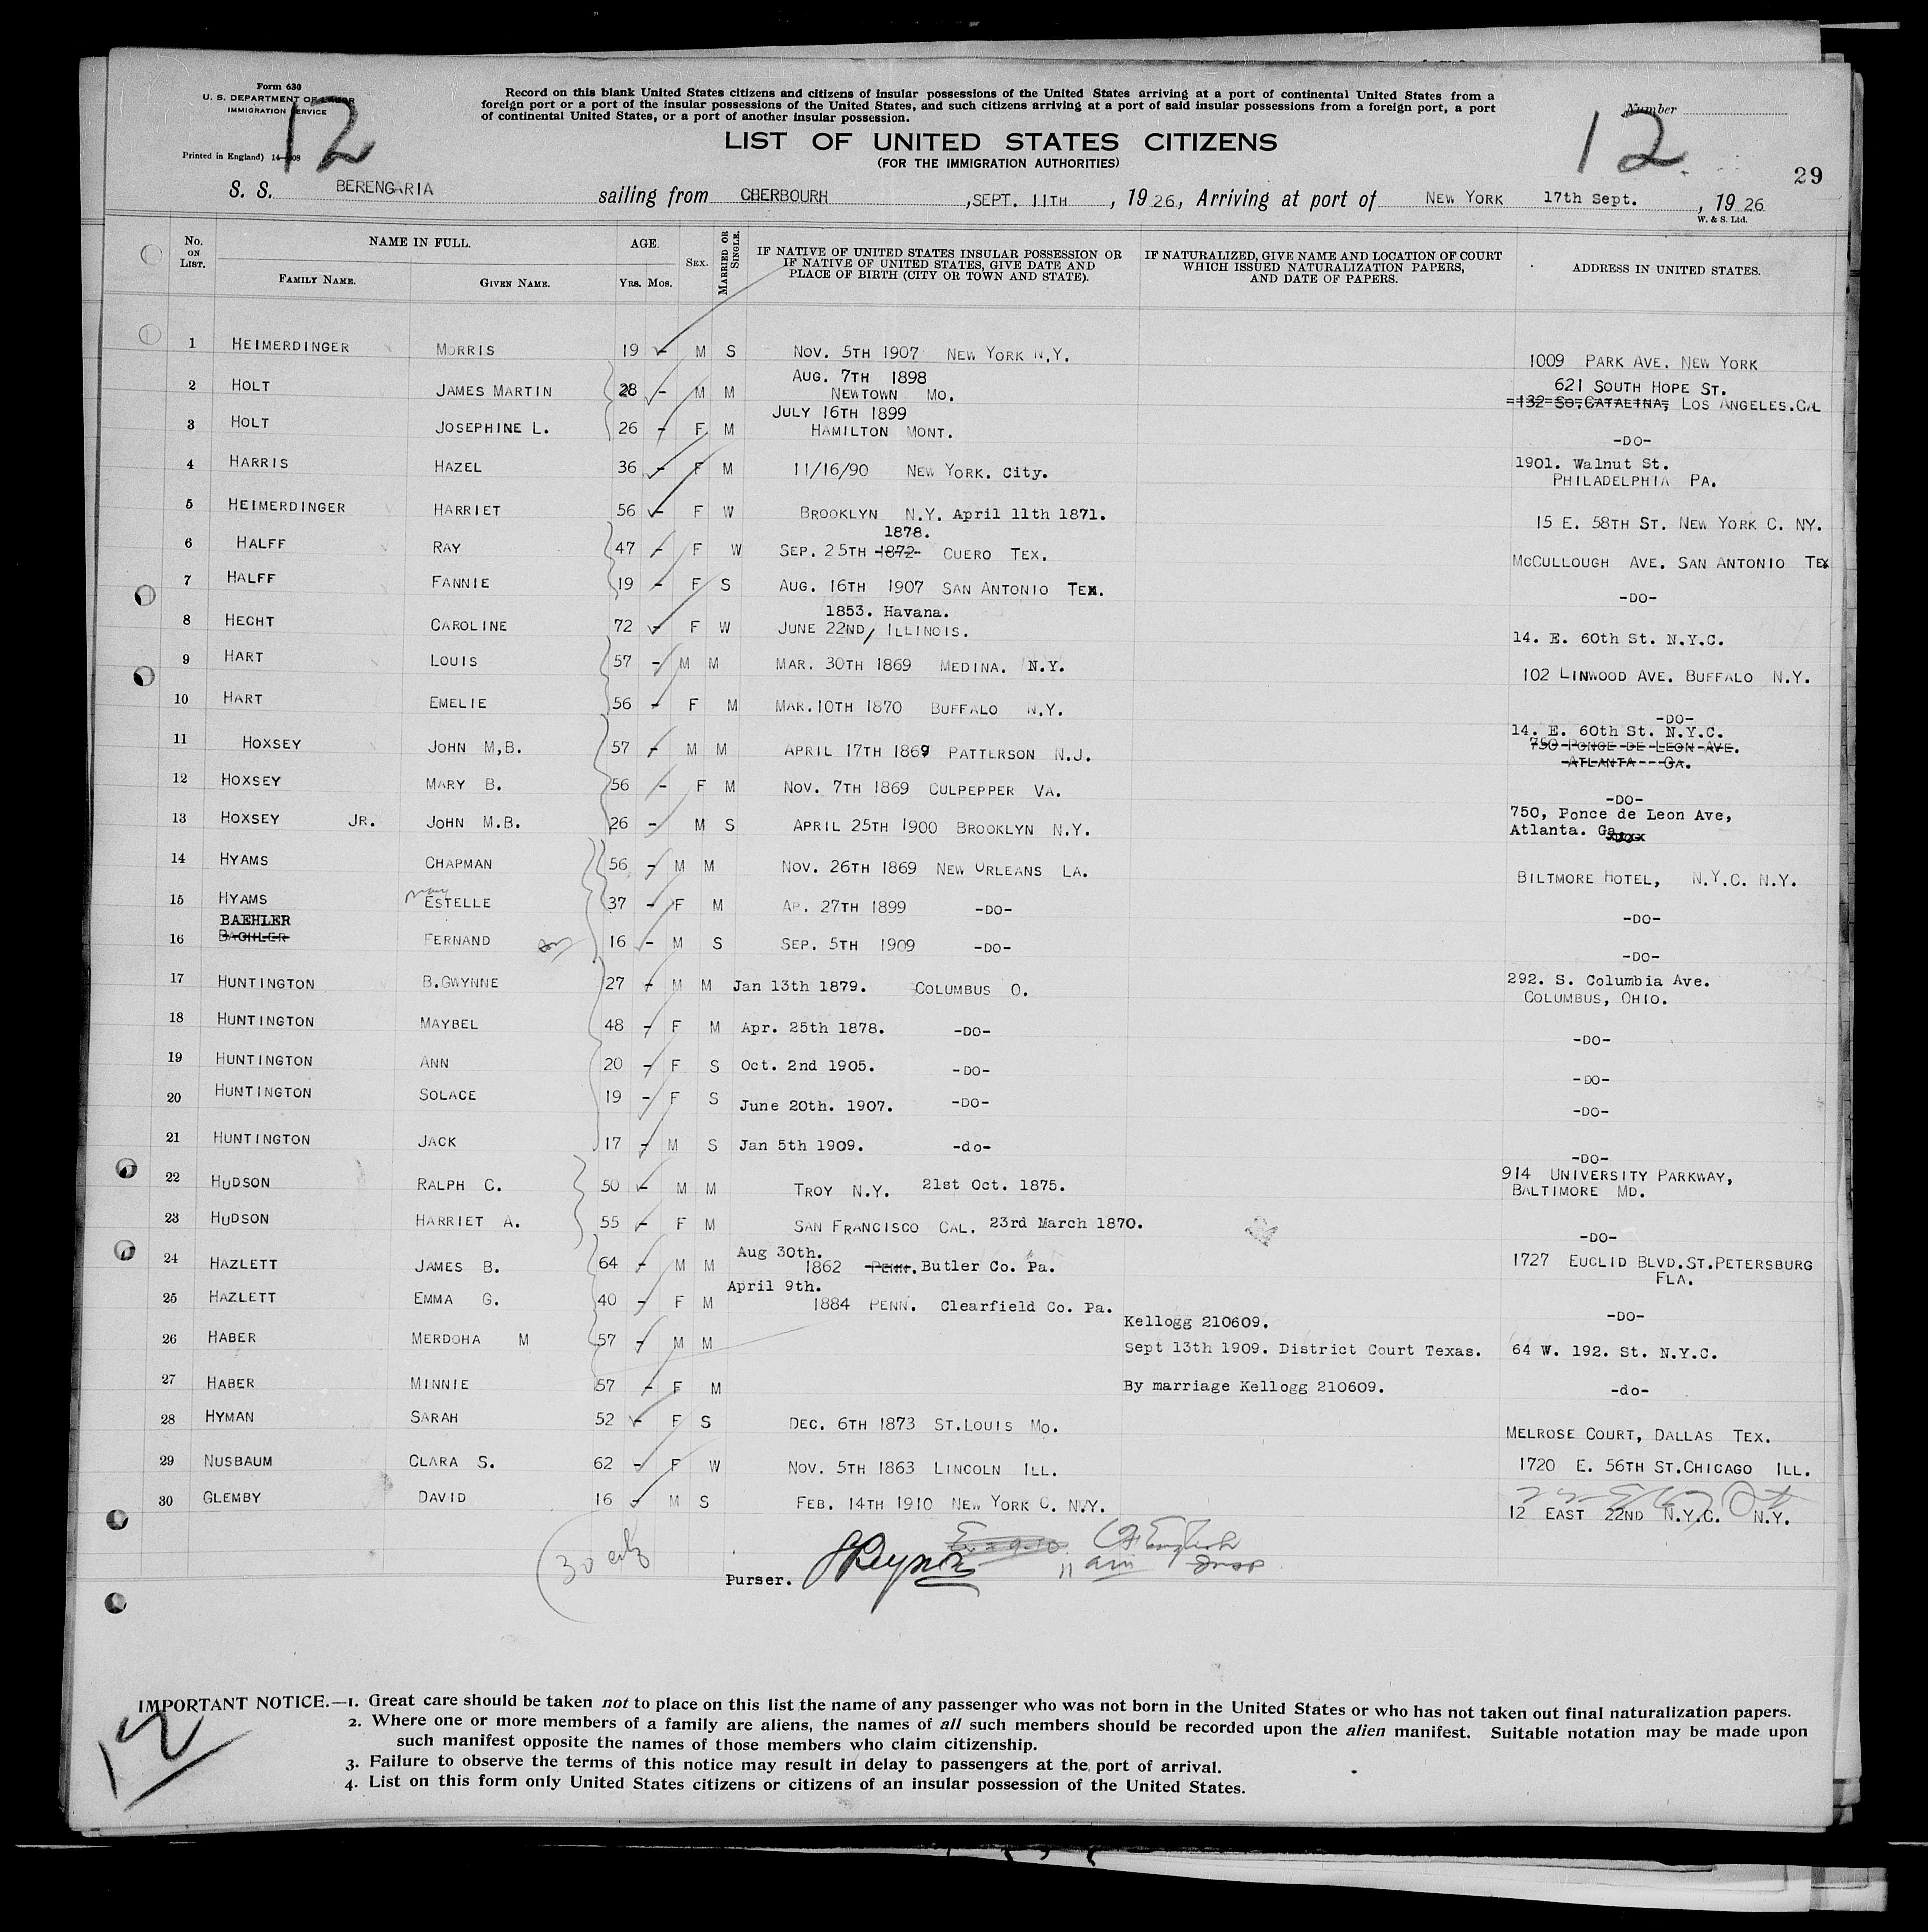 Form 630
U. S. DEPARTMENT OF LABOR
IMMIGRATION SERVICE
Printed in England) 14—
12
Record on this blank United States citizens and citizens of insular possessions of the United States arriving at a port of continental United States from a
foreign port or a port of the insular possessions of the United States, and such citizens arriving at a port of said insular possessions from a foreign port, a port
of continental United States, or a port of another insular possession.
LIST OF UNITED STATES CITIZENS
(FOR THE IMMIGRATION AUTHORITIES)
Number
12.
29
S. S. BERENGARIA sailing from CBERBOURH , SEPT. 11TH , 1926, Arriving at port of NEW YORK 17th Sept. , 1926
W. & S. Ltd.
No. ON LIST. NAME IN FULL. FAMILY NAME. GIVEN NAME. AGE. YRS. MOS. SEX. MARRIED OR SINGLE. IF NATIVE OF UNITED STATES INSULAR POSSESSION OR IF NATIVE OF UNITED STATES, GIVE DATE AND PLACE OF BIRTH (CITY OR TOWN AND STATE). IF NATURALIZED, GIVE NAME AND LOCATION OF COURT WHICH ISSUED NATURALIZATION PAPERS, AND DATE OF PAPERS. ADDRESS IN UNITED STATES.
1 HEIMERDINGER MORRIS 19 - M S NOV. 5TH 1907 NEW YORK N.Y. 1009 PARK AVE. NEW YORK
2 HOLT JAMES MARTIN 28 - M M AUG. 7TH 1898 NEWTOWN MO. 621 SOUTH HOPE ST. 132 SO.CATALINA, LOS ANGELES.CAL
3 HOLT JOSEPHINE L. 26 - F M JULY 16TH 1899 HAMILTON MONT. -DO-
4 HARRIS HAZEL 36 - F M 11/16/90 NEW YORK. City. 1901. Walnut St. PHILADELPHIA PA.
5 HEIMERDINGER HARRIET 56 - F W BROOKLYN N.Y. April 11th 1871. 15 E. 58TH ST. NEW YORK C. NY.
6 HALFF RAY 47 - F W SEP. 25TH 1872 1878. CUERO TEX. MCCULLOUGH AVE. SAN ANTONIO TEX
7 HALFF FANNIE 19 - F S AUG. 16TH 1907 SAN ANTONIO TEX. -DO-
8 HECHT CAROLINE 72 - F W 1853. Havana. JUNE 22ND/ ILLINOIS. 14. E. 60th St. N.Y.C.
9 HART LOUIS 57 - M M MAR. 30TH 1869 MEDINA. N.Y. 102 LINWOOD AVE. BUFFALO N.Y.
10 HART EMELIE 56 - F M MAR.10TH 1870 BUFFALO N.Y. -DO-
11 HOXSEY JOHN M,B. 57 - M M APRIL 17TH 1869 PATTERSON N.J. 14. E. 60th St. N.Y.C. 750 PONCE DE LEON AVE. ATLANTA GA.
12 HOXSEY MARY B. 56 - F M NOV. 7TH 1869 CULPEPPER VA. -DO-
13 HOXSEY JR. JOHN M.B. 26 - M S APRIL 25TH 1900 BROOKLYN N.Y. 750, Ponce de Leon Ave, Atlanta. Ga.
14 HYAMS CHAPMAN 56 - M M NOV. 26TH 1869 NEW ORLEANS LA. BILTMORE HOTEL, N.Y.C. N.Y.
15 HYAMS ESTELLE 37 - F M AP. 27TH 1899 -DO- -DO-
16 BAEHLER BACHLER FERNAND 16 - M S SEP. 5TH 1909 -DO- -DO-
17 HUNTINGTON B.GWYNNE 27 - M M Jan 13th 1879. COLUMBUS O. 292. S. Columbia Ave. COLUMBUS, OHIO.
18 HUNTINGTON MAYBEL 48 - F M Apr. 25th 1878. -DO- -DO-
19 HUNTINGTON ANN 20 - F S Oct. 2nd 1905. -DO- -DO-
20 HUNTINGTON SOLACE 19 - F S June 20th. 1907. -DO- -DO-
21 HUNTINGTON JACK 17 - M S Jan 5th 1909. -do- -DO-
22 HUDSON RALPH C. 50 - M M TROY N.Y. 21st Oct. 1875. 914 UNIVERSITY PARKWAY, BALTIMORE MD.
23 HUDSON HARRIET A. 55 - F M SAN FRANCISCO CAL. 23rd March 1870. -DO-
24 HAZLETT JAMES B. 64 - M M Aug 30th. 1862 PENN. Butler Co. Pa. 1727 EUCLID BLVD.ST.PETERSBURG FLA.
25 HAZLETT EMMA G. 40 - F M April 9th. 1884 PENN. Clearfield Co. Pa. -DO-
26 HABER MERDOHA M 57 - M M Kellogg 210609. Sept 13th 1909. District Court Texas. 64 W. 192. St. N.Y.C.
27 HABER MINNIE 57 - F M By marriage Kellogg 210609. -do-
28 HYMAN SARAH 52 - F S DEC. 6TH 1873 ST.LOUIS MO. MELROSE COURT, DALLAS TEX.
29 NUSBAUM CLARA S. 62 - F W NOV. 5TH 1863 LINCOLN ILL. 1720 E. 56TH ST.CHICAGO ILL.
30 GLEMBY DAVID 16 - M S FEB. 14TH 1910 NEW YORK C. N.Y. 12 EAST 22ND N.Y.C. N.Y.
30
Purser.
11 am Insp
IMPORTANT NOTICE.—1. Great care should be taken not to place on this list the name of any passenger who was not born in the United States or who has not taken out final naturalization papers.
2. Where one or more members of a family are aliens, the names of all such members should be recorded upon the alien manifest. Suitable notation may be made upon
such manifest opposite the names of those members who claim citizenship.
3. Failure to observe the terms of this notice may result in delay to passengers at the port of arrival.
4. List on this form only United States citizens or citizens of an insular possession of the United States.
12